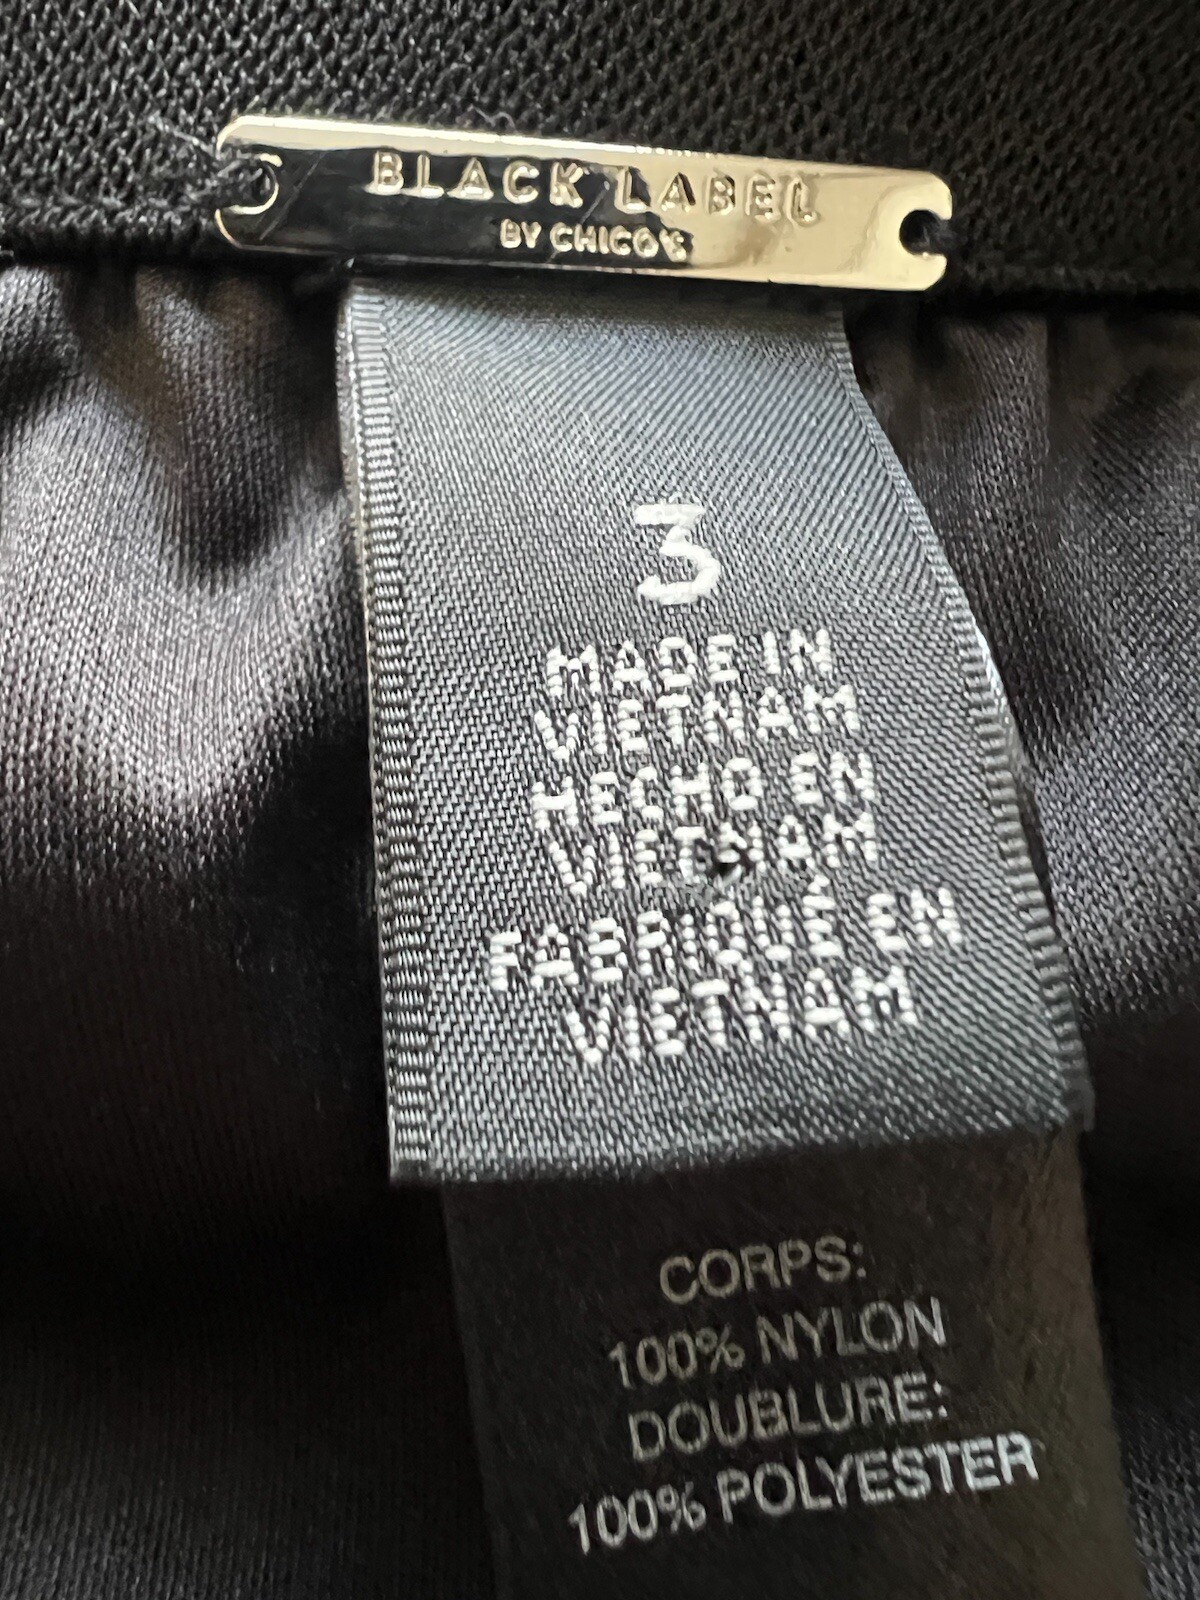 BLACK LABEL
BY CHICO'S
3
MADE IN
VIETNAM
HECHO EN
VIETNAM
FABRIQUÉ EN
VIETNAM
CORPS:
100% NYLON
DOUBLURE:
100% POLYESTER